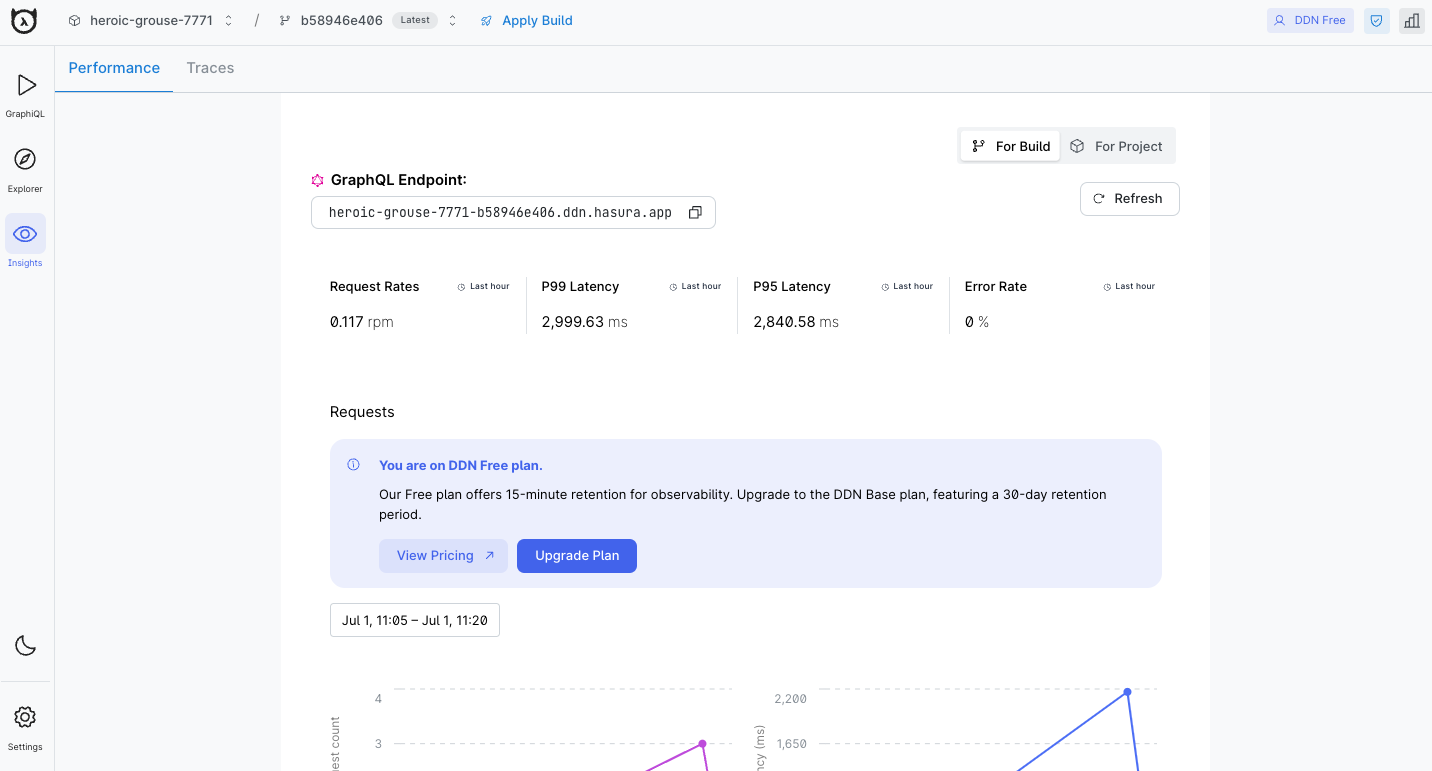 heroic-grouse-7771 / b58946e406 Latest Apply Build DDN Free
Performance Traces
GraphiQL
Explorer
Insights
For Build For Project
GraphQL Endpoint:
heroic-grouse-7771-b58946e406.ddn.hasura.app
Refresh
Request Rates Last hour
0.117 rpm
P99 Latency Last hour
2,999.63 ms
P95 Latency Last hour
2,840.58 ms
Error Rate Last hour
0 %
Requests
You are on DDN Free plan.
Our Free plan offers 15-minute retention for observability. Upgrade to the DDN Base plan, featuring a 30-day retention
period.
View Pricing Upgrade Plan
Jul 1, 11:05 – Jul 1, 11:20
4
3
2,200
1,650
(ms)
count
Settings